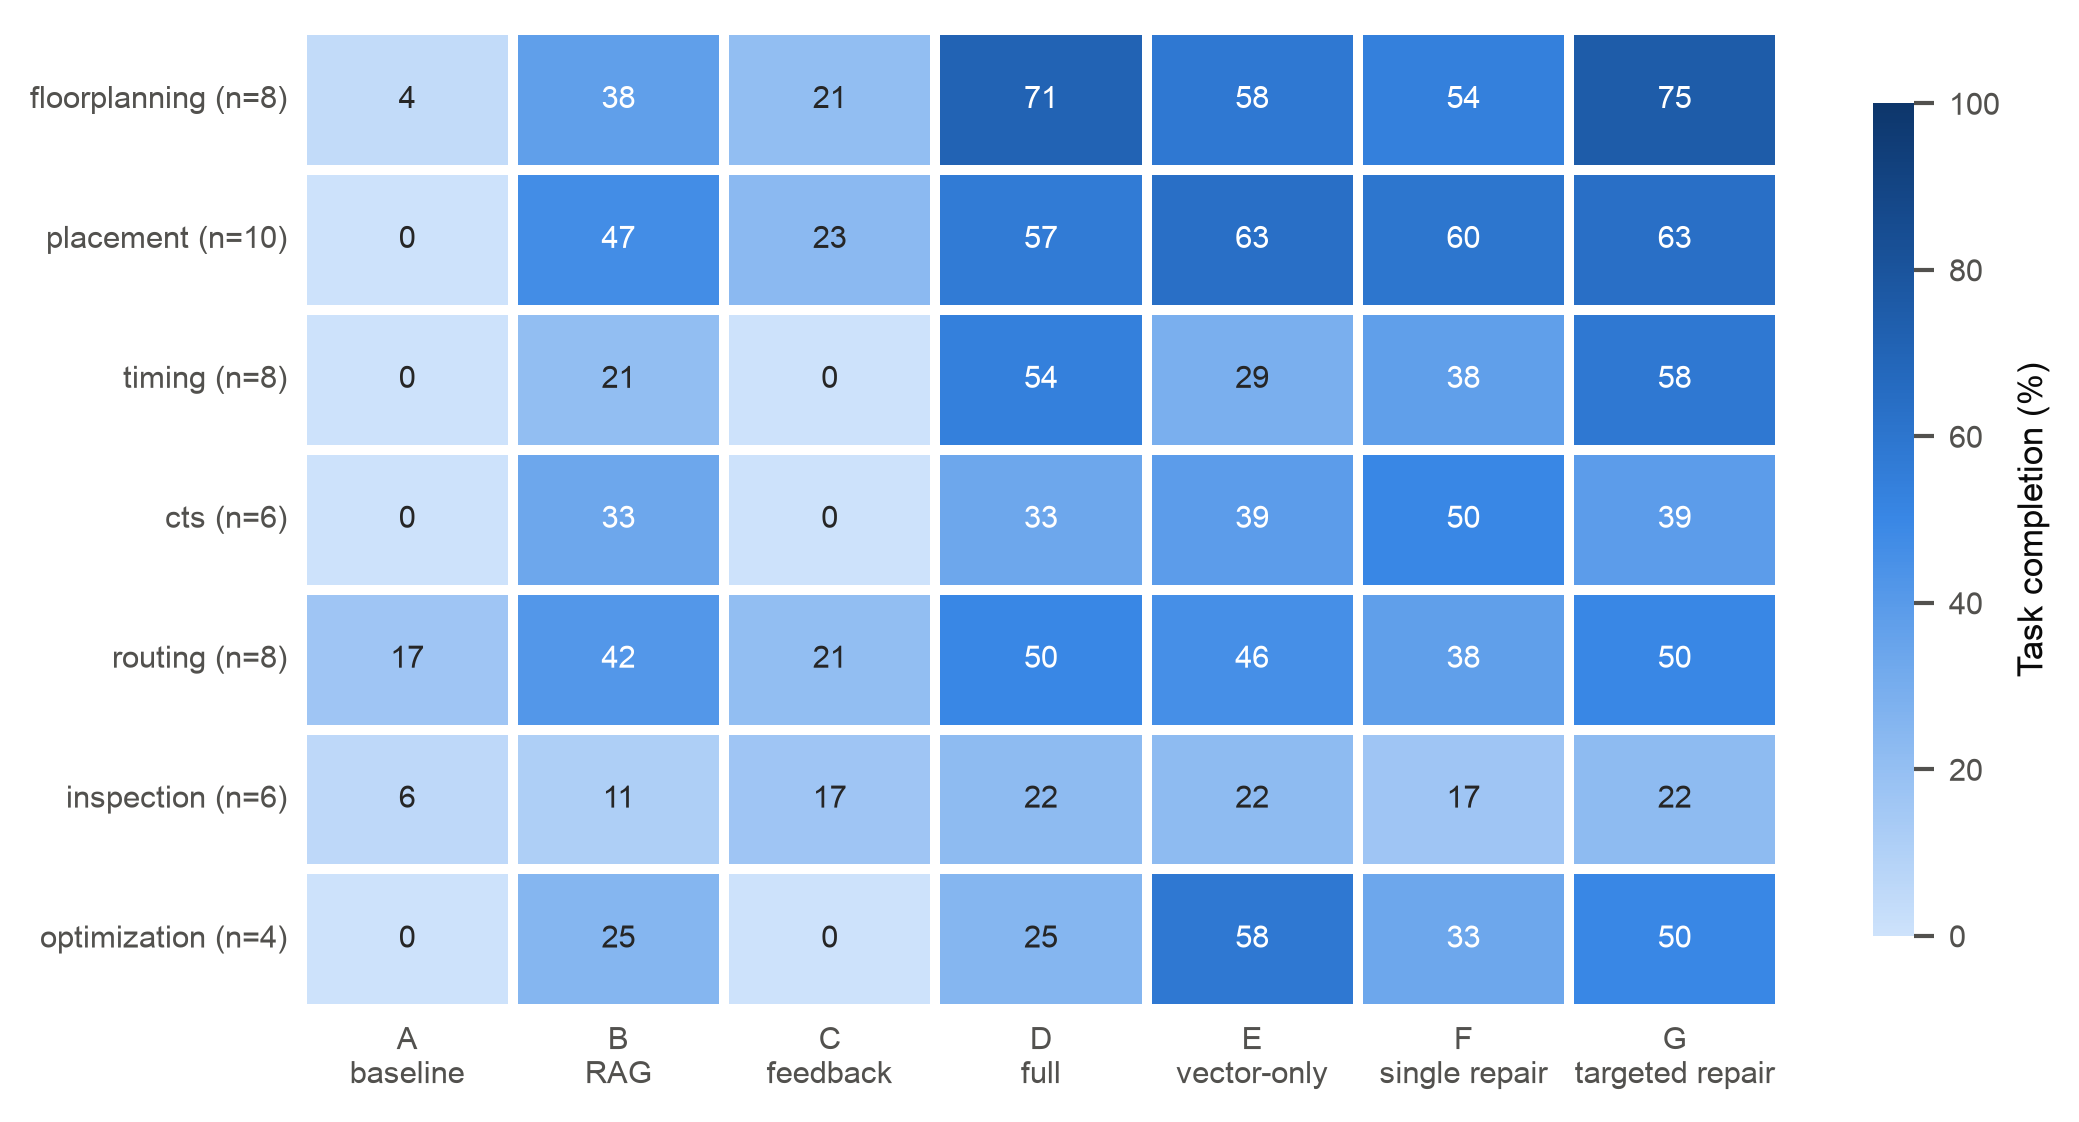 floorplanning (n=8) 4 38 21 71 58 54 75
placement (n=10) 0 47 23 57 63 60 63
timing (n=8) 0 21 0 54 29 38 58
cts (n=6) 0 33 0 33 39 50 39
routing (n=8) 17 42 21 50 46 38 50
inspection (n=6) 6 11 17 22 22 17 22
optimization (n=4) 0 25 0 25 58 33 50
A B C D E F G
baseline RAG feedback full vector-only single repair targeted repair
100
80
60
40
20
0
Task completion (%)